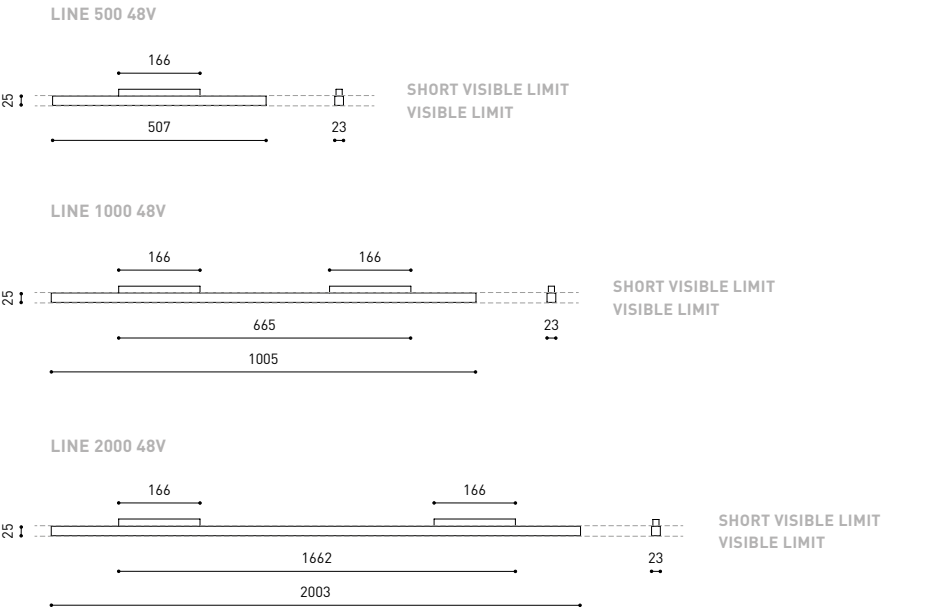 LINE 500 48V
166
25
SHORT VISIBLE LIMIT
VISIBLE LIMIT
507
23
LINE 1000 48V
166
166
25
SHORT VISIBLE LIMIT
VISIBLE LIMIT
665
23
1005
LINE 2000 48V
166
166
25
SHORT VISIBLE LIMIT
VISIBLE LIMIT
1662
23
2003